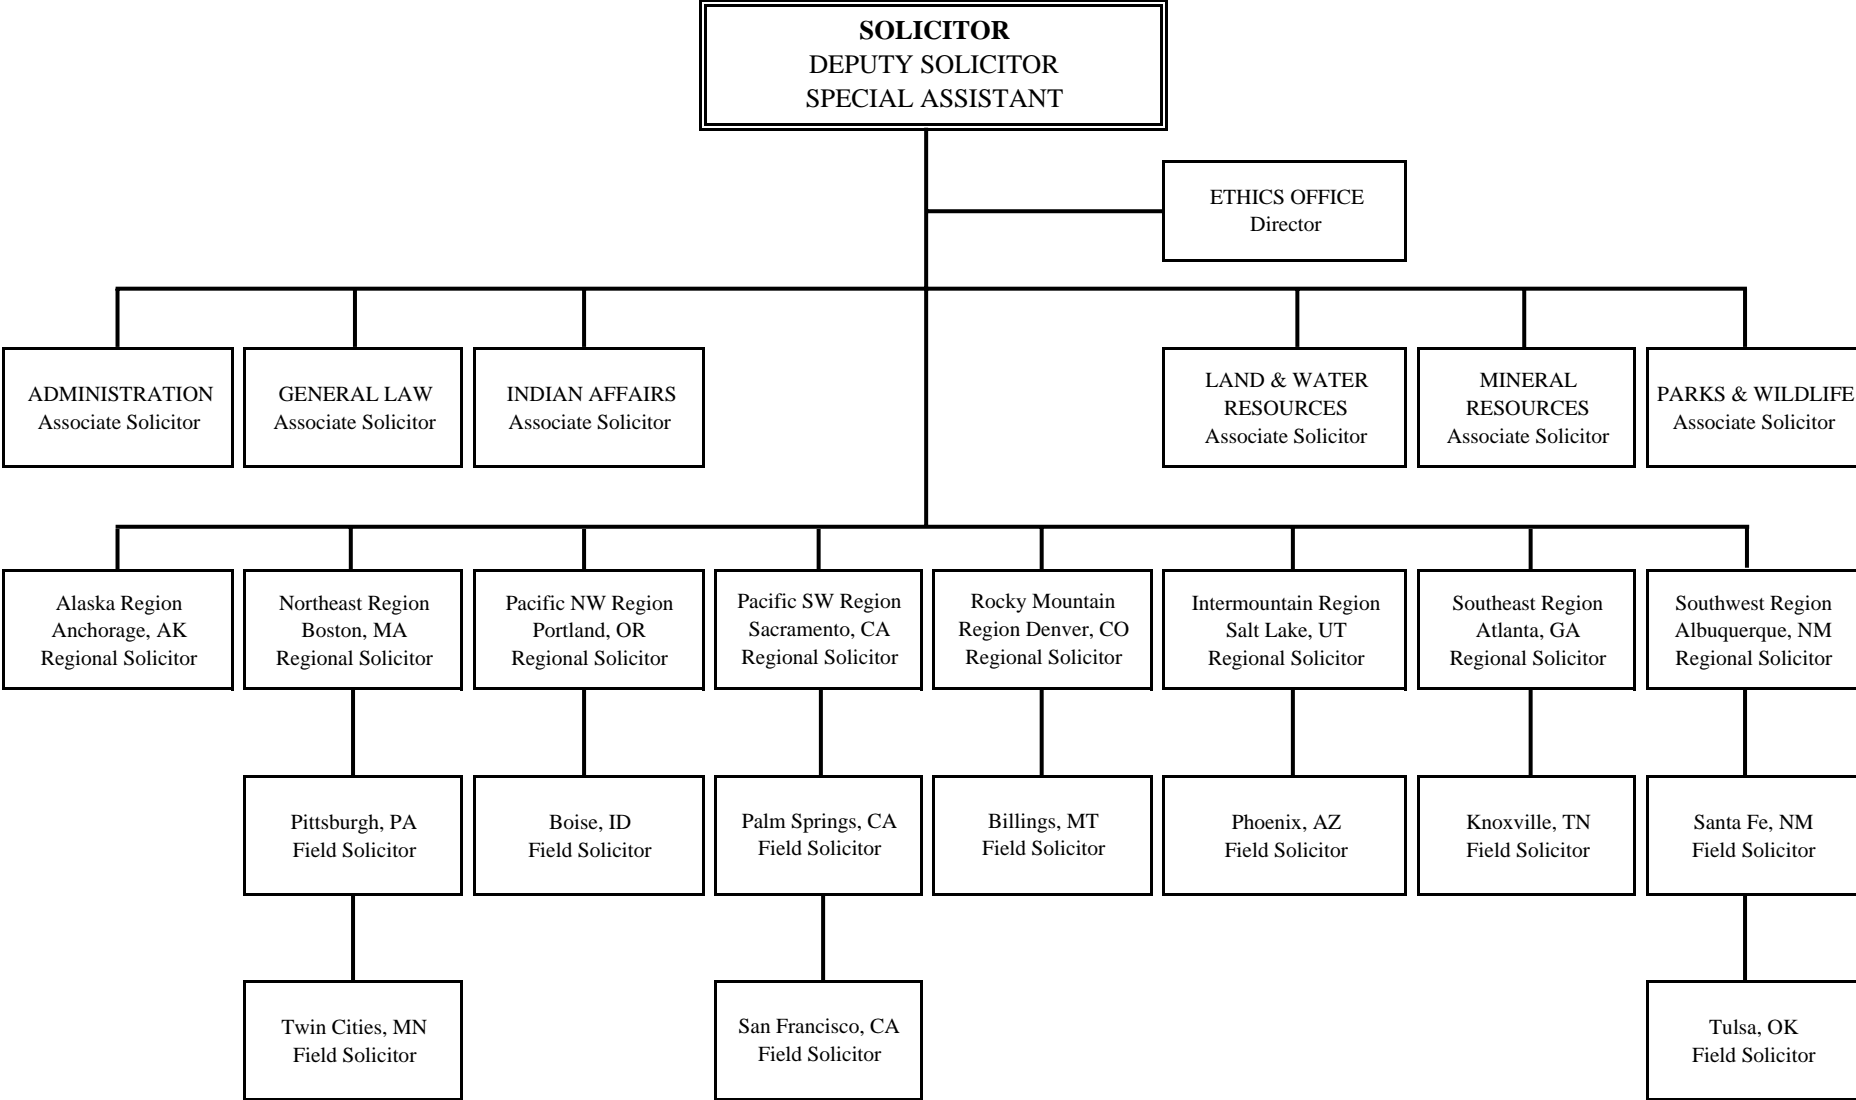 SOLICITOR
DEPUTY SOLICITOR
SPECIAL ASSISTANT
ETHICS OFFICE
Director
ADMINISTRATION
Associate Solicitor
GENERAL LAW
Associate Solicitor
INDIAN AFFAIRS
Associate Solicitor
LAND & WATER
RESOURCES
Associate Solicitor
MINERAL
RESOURCES
Associate Solicitor
PARKS & WILDLIFE
Associate Solicitor
Alaska Region
Anchorage, AK
Regional Solicitor
Northeast Region
Boston, MA
Regional Solicitor
Pacific NW Region
Portland, OR
Regional Solicitor
Pacific SW Region
Sacramento, CA
Regional Solicitor
Rocky Mountain
Region Denver, CO
Regional Solicitor
Intermountain Region
Salt Lake, UT
Regional Solicitor
Southeast Region
Atlanta, GA
Regional Solicitor
Southwest Region
Albuquerque, NM
Regional Solicitor
Pittsburgh, PA
Field Solicitor
Boise, ID
Field Solicitor
Palm Springs, CA
Field Solicitor
Billings, MT
Field Solicitor
Phoenix, AZ
Field Solicitor
Knoxville, TN
Field Solicitor
Santa Fe, NM
Field Solicitor
Twin Cities, MN
Field Solicitor
San Francisco, CA
Field Solicitor
Tulsa, OK
Field Solicitor